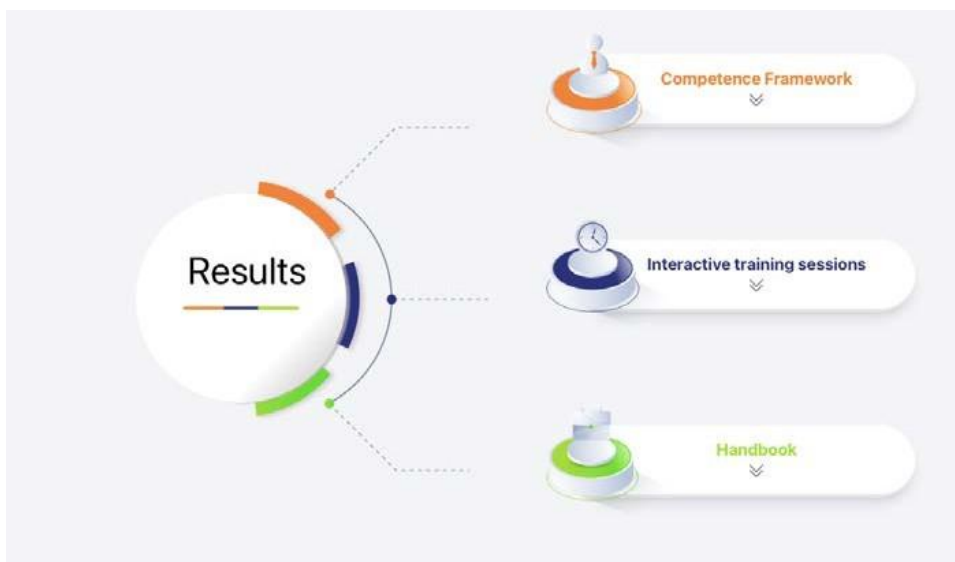 Results
Competence Framework
Interactive training sessions
Handbook